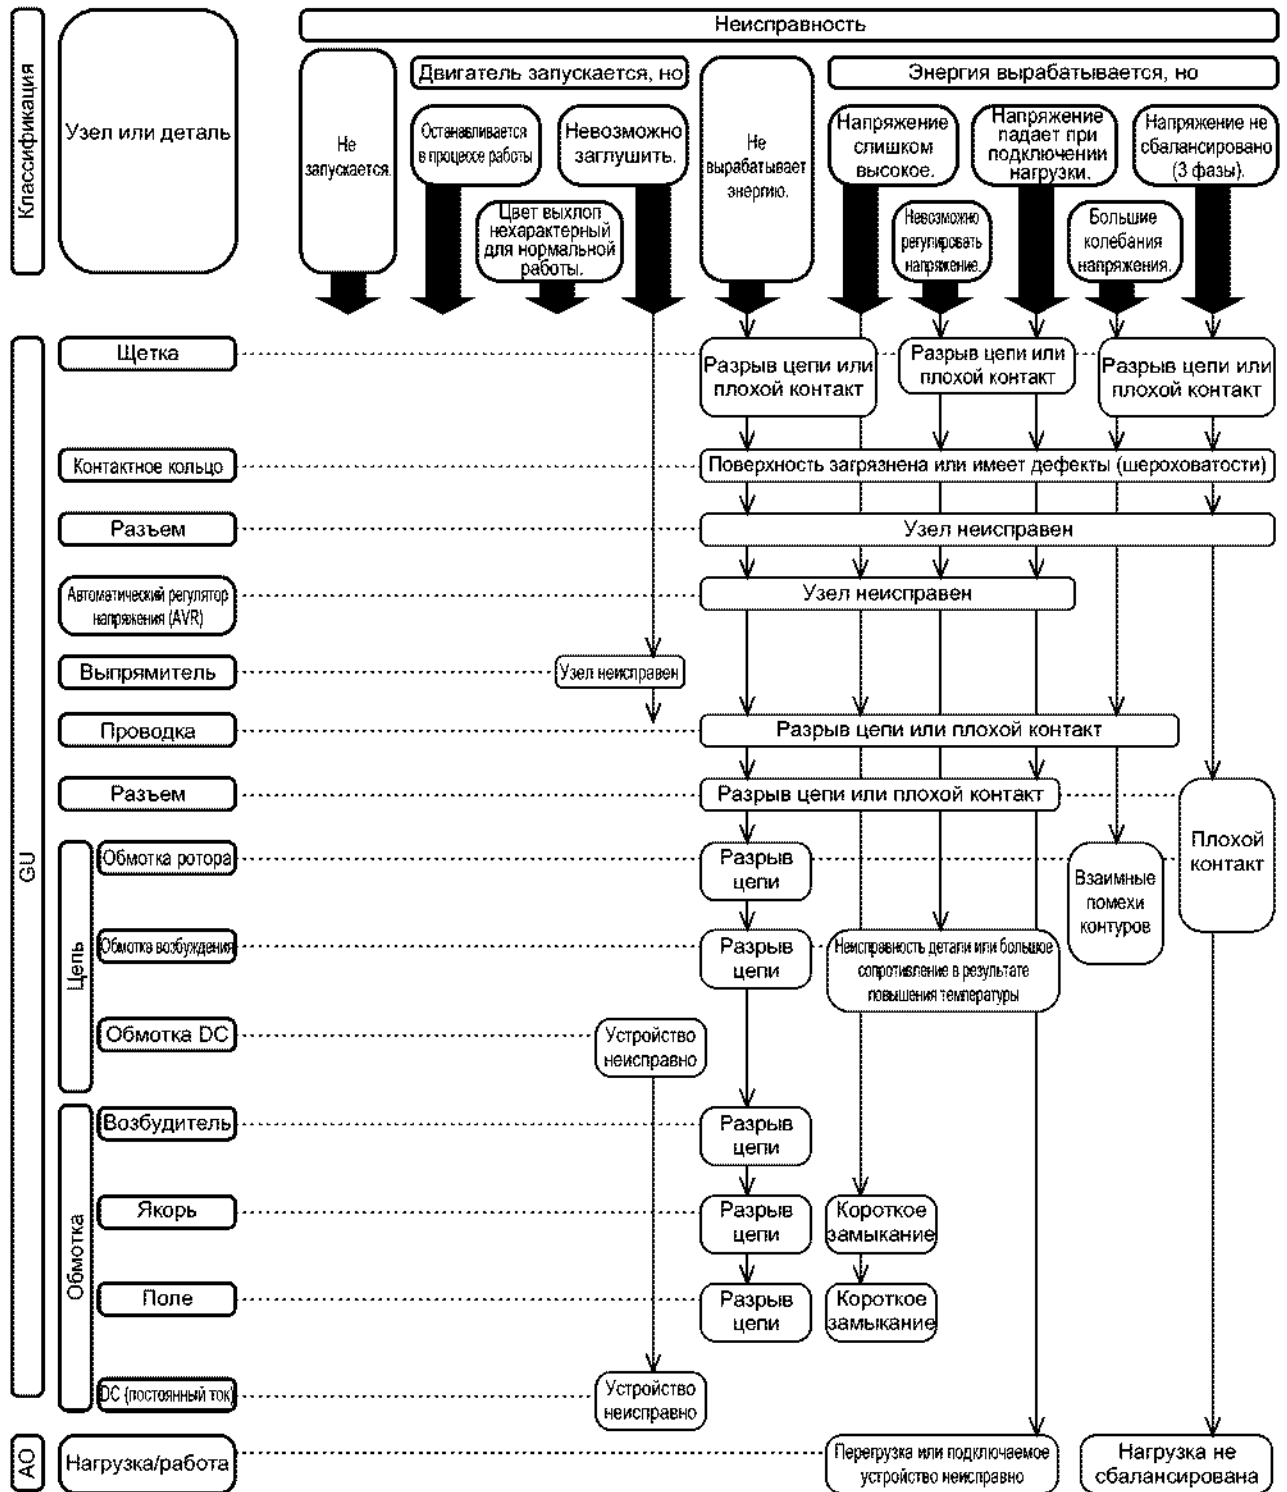 Неисправность
Классификация
Узел или деталь
Не
запускается.
Двигатель запускается, но
Останавливается
в процессе работы
Невозможно
заглушить.
Цвет выхлоп
нехарактерный
для нормальной
работы.
Не
вырабатывает
энергию.
Энергия вырабатывается, но
Напряжение
слишком
высокое.
Напряжение
падает при
подключении
нагрузки.
Напряжение не
сбалансировано
(3 фазы).
Невозможно
регулировать
напряжение.
Большие
колебания
напряжения.
GU
Щетка
Разрыв цепи или
плохой контакт
Разрыв цепи или
плохой контакт
Разрыв цепи или
плохой контакт
Контактное кольцо
Поверхность загрязнена или имеет дефекты (шероховатости)
Разъем
Узел неисправен
Автоматический регулятор
напряжения (AVR)
Узел неисправен
Выпрямитель
Узел неисправен
Проводка
Разрыв цепи или плохой контакт
Разъем
Разрыв цепи или плохой контакт
Плохой
контакт
Цепь
Обмотка ротора
Разрыв
цепи
Взаимные
помехи
контуров
Обмотка возбуждения
Разрыв
цепи
Неисправность детали или большое
сопротивление в результате
повышения температуры
Обмотка DC
Устройство
неисправно
Обмотка
Возбудитель
Разрыв
цепи
Якорь
Разрыв
цепи
Короткое
замыкание
Поле
Разрыв
цепи
Короткое
замыкание
DC (постоянный ток)
Устройство
неисправно
AO
Нагрузка/работа
Перегрузка или подключаемое
устройство неисправно
Нагрузка не
сбалансирована